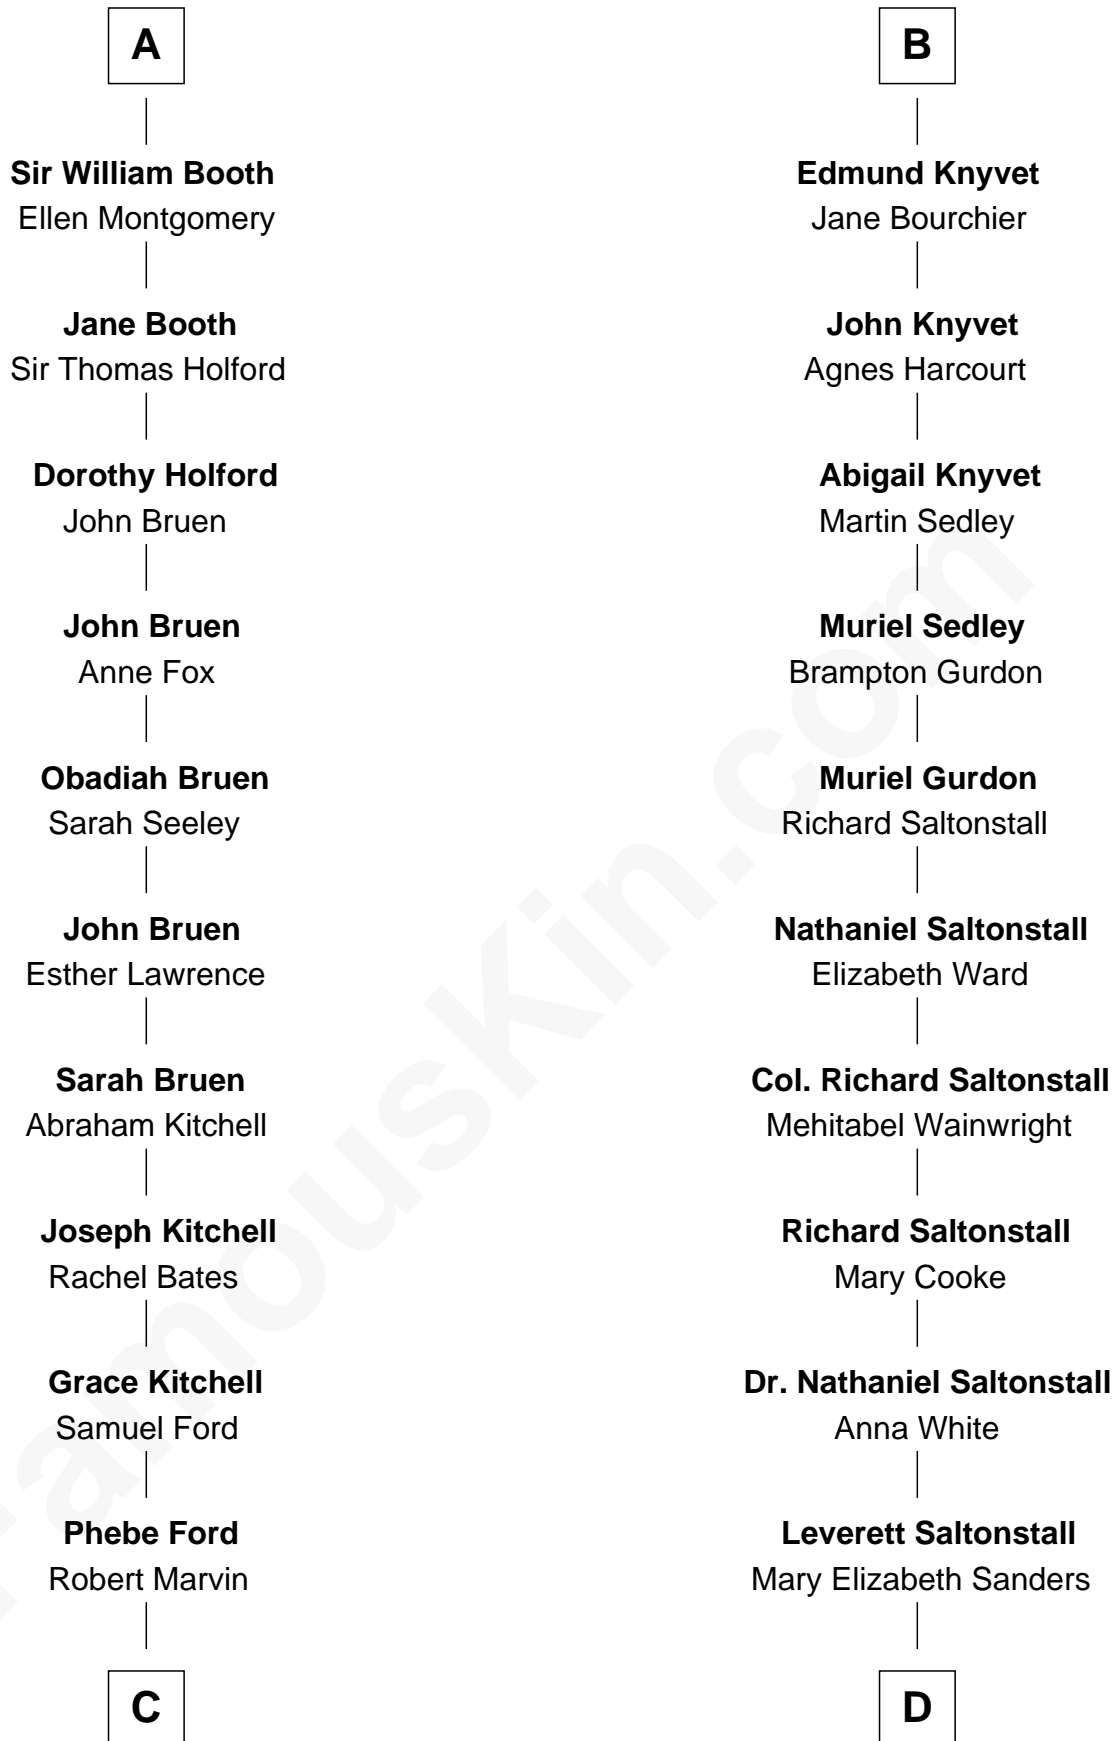 A
Sir William Booth
Ellen Montgomery
Jane Booth
Sir Thomas Holford
Dorothy Holford
John Bruen
John Bruen
Anne Fox
Obadiah Bruen
Sarah Seeley
John Bruen
Esther Lawrence
Sarah Bruen
Abraham Kitchell
Joseph Kitchell
Rachel Bates
Grace Kitchell
Samuel Ford
Phebe Ford
Robert Marvin
C
B
Edmund Knyvet
Jane Bourchier
John Knyvet
Agnes Harcourt
Abigail Knyvet
Martin Sedley
Muriel Sedley
Brampton Gurdon
Muriel Gurdon
Richard Saltonstall
Nathaniel Saltonstall
Elizabeth Ward
Col. Richard Saltonstall
Mehitabel Wainwright
Richard Saltonstall
Mary Cooke
Dr. Nathaniel Saltonstall
Anna White
Leverett Saltonstall
Mary Elizabeth Sanders
D
FamousKin.com